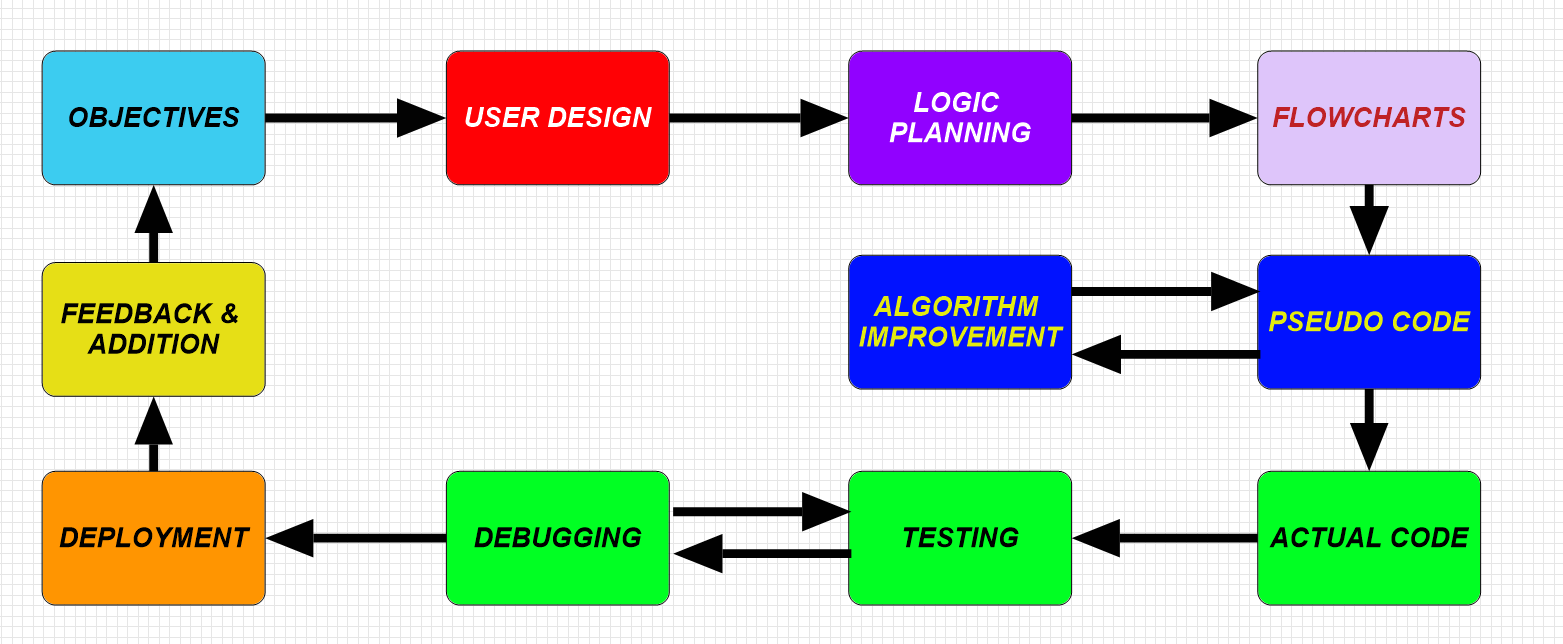 OBJECTIVES
USER DESIGN
LOGIC
PLANNING
FLOWCHARTS
FEEDBACK &
ADDITION
ALGORITHM
IMPROVEMENT
PSEUDO CODE
DEPLOYMENT
DEBUGGING
TESTING
ACTUAL CODE